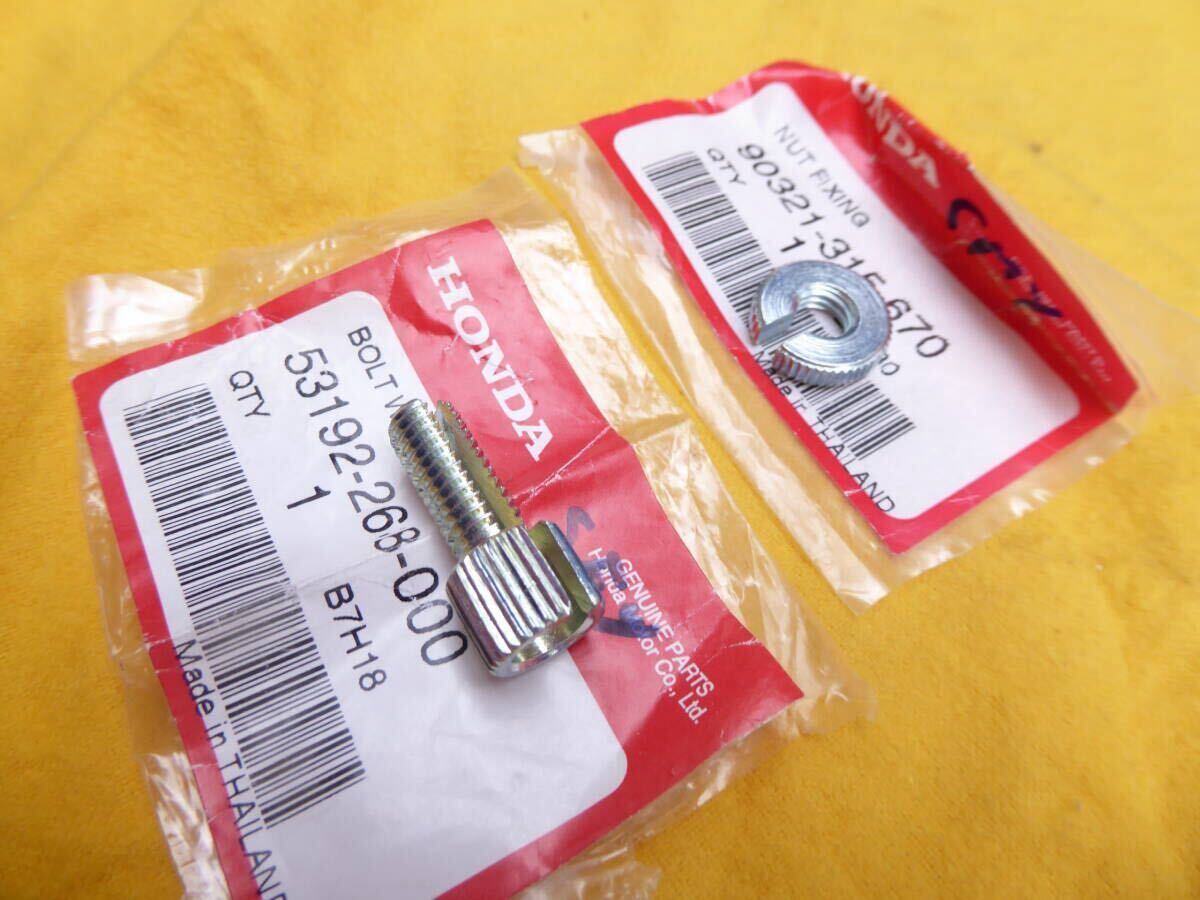 HONDA
BOLT
53192-268-000
QTY 1
B7H18
Made in THAILAND
GENUINE PARTS
Honda Motor Co., Ltd.
HONDA
NUT FIXING
90321-315-670
QTY 1
Made in THAILAND